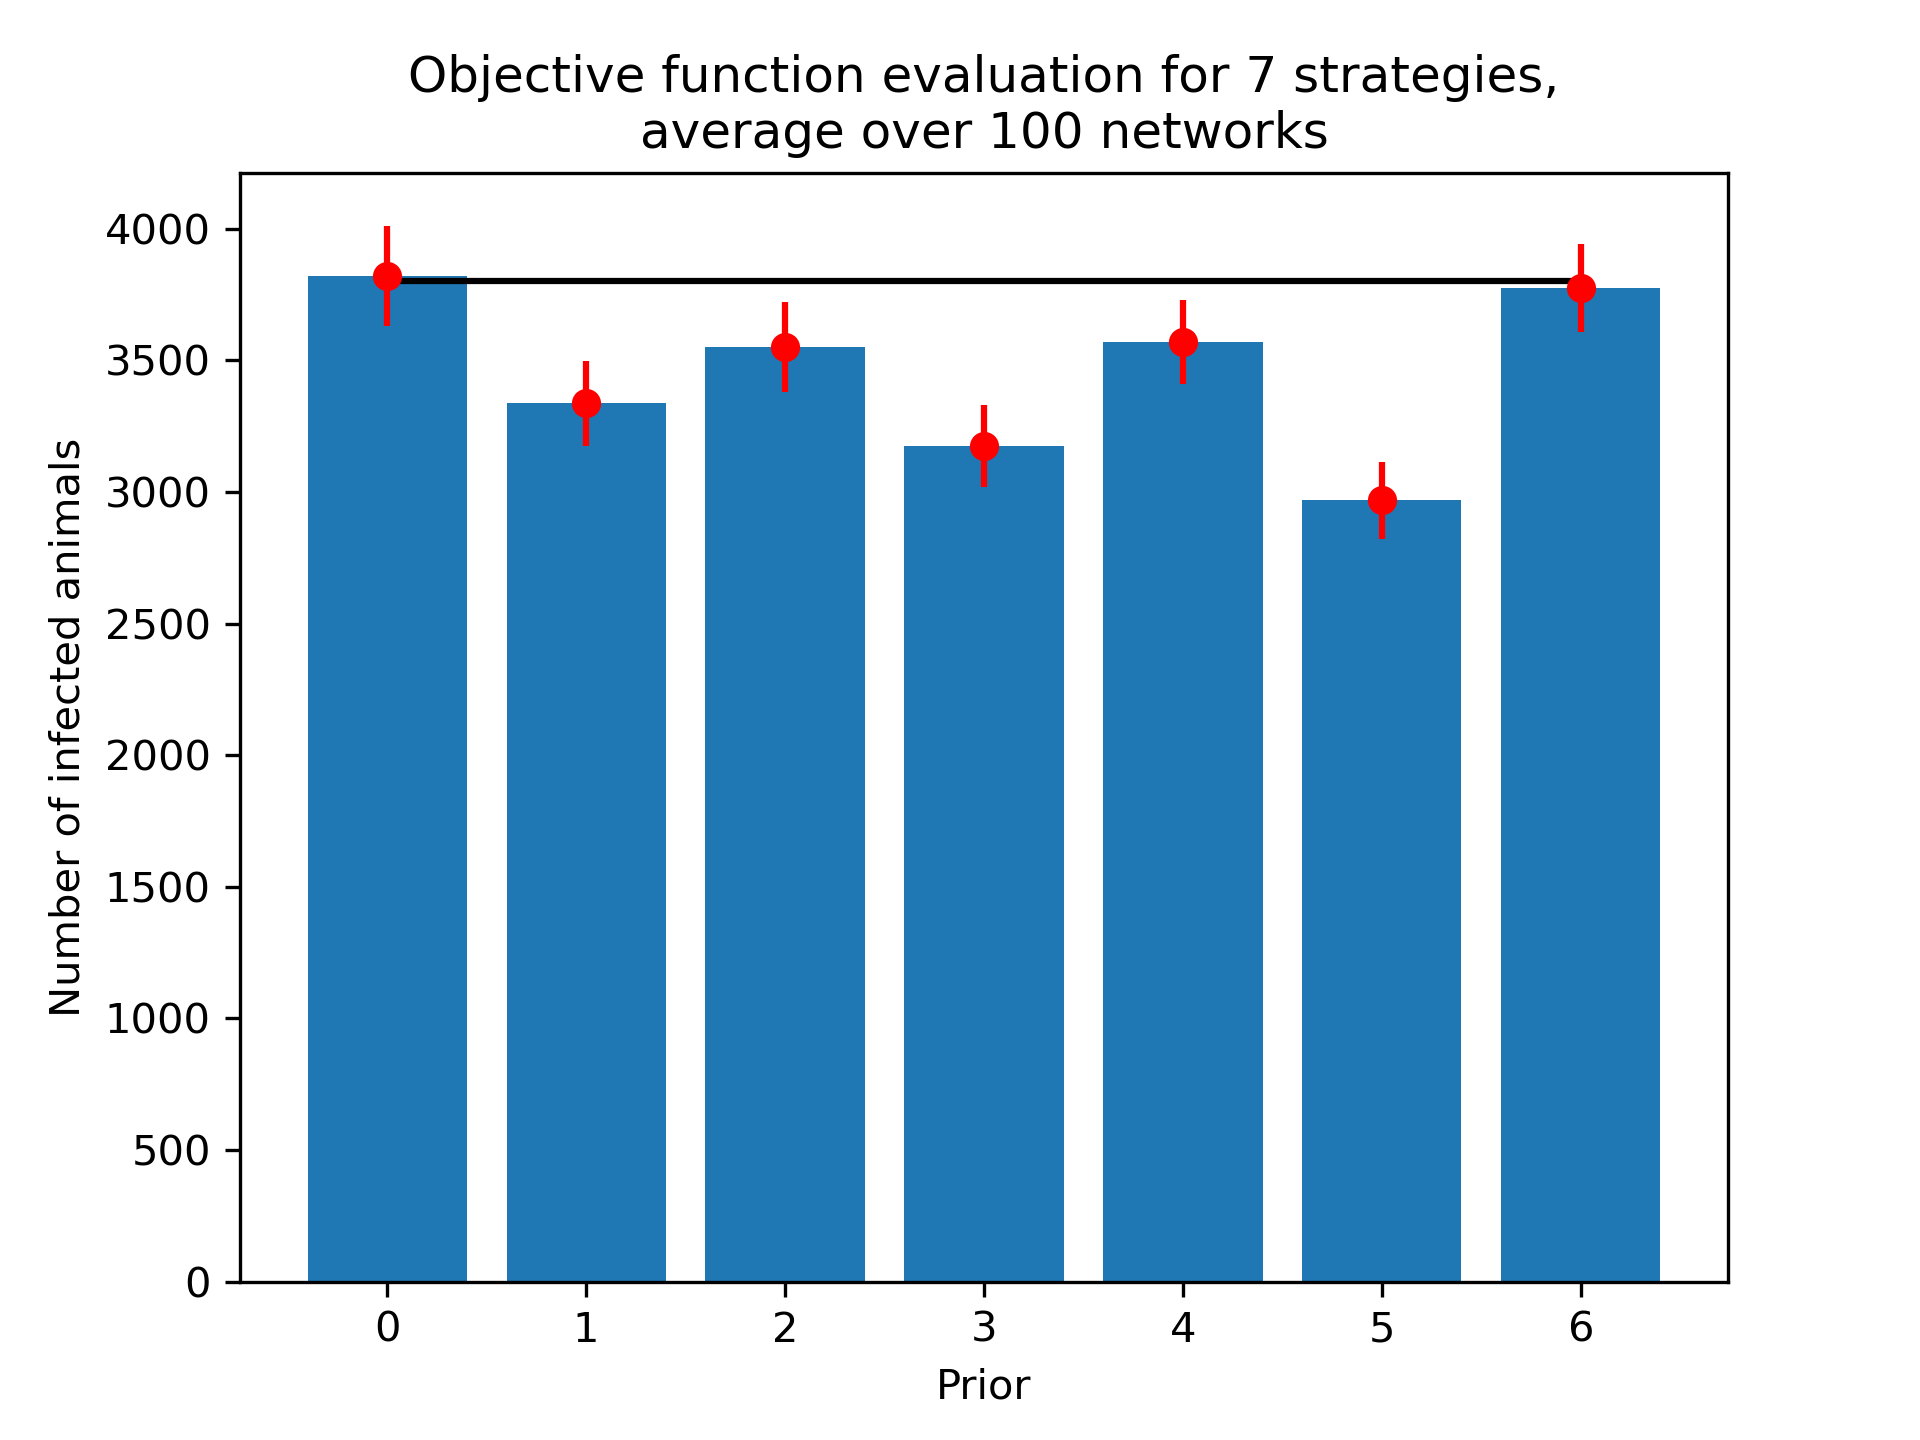 Objective function evaluation for 7 strategies,
average over 100 networks
4000
3500
3000
2500
2000
1500
1000
500
0
Number of infected animals
0 1 2 3 4 5 6
Prior